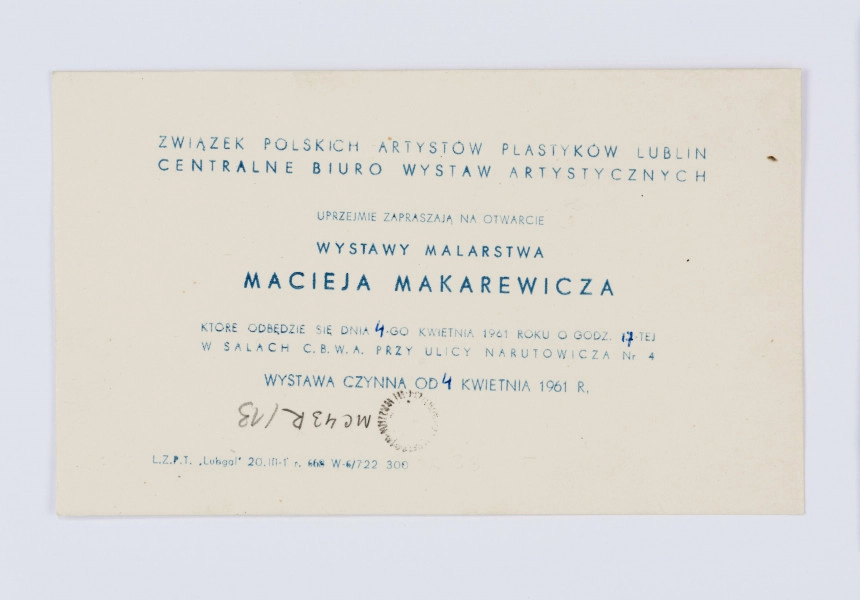 ZWIĄZEK POLSKICH ARTYSTÓW PLASTYKÓW LUBLIN
CENTRALNE BIURO WYSTAW ARTYSTYCZNYCH
UPRZEJMIE ZAPRASZAJĄ NA OTWARCIE
WYSTAWY MALARSTWA
MACIEJA MAKAREWICZA
KTÓRE ODBĘDZIE SIĘ DNIA 4-GO KWIETNIA 1961 ROKU O GODZ. 17-TEJ
W SALACH C.B.W.A. PRZY ULICY NARUTOWICZA Nr 4
WYSTAWA CZYNNA OD 4 KWIETNIA 1961 R.
MC43R/13
L.Z.P.T. „Lubgal" 20.III-1 r. 668 W-6/722 300